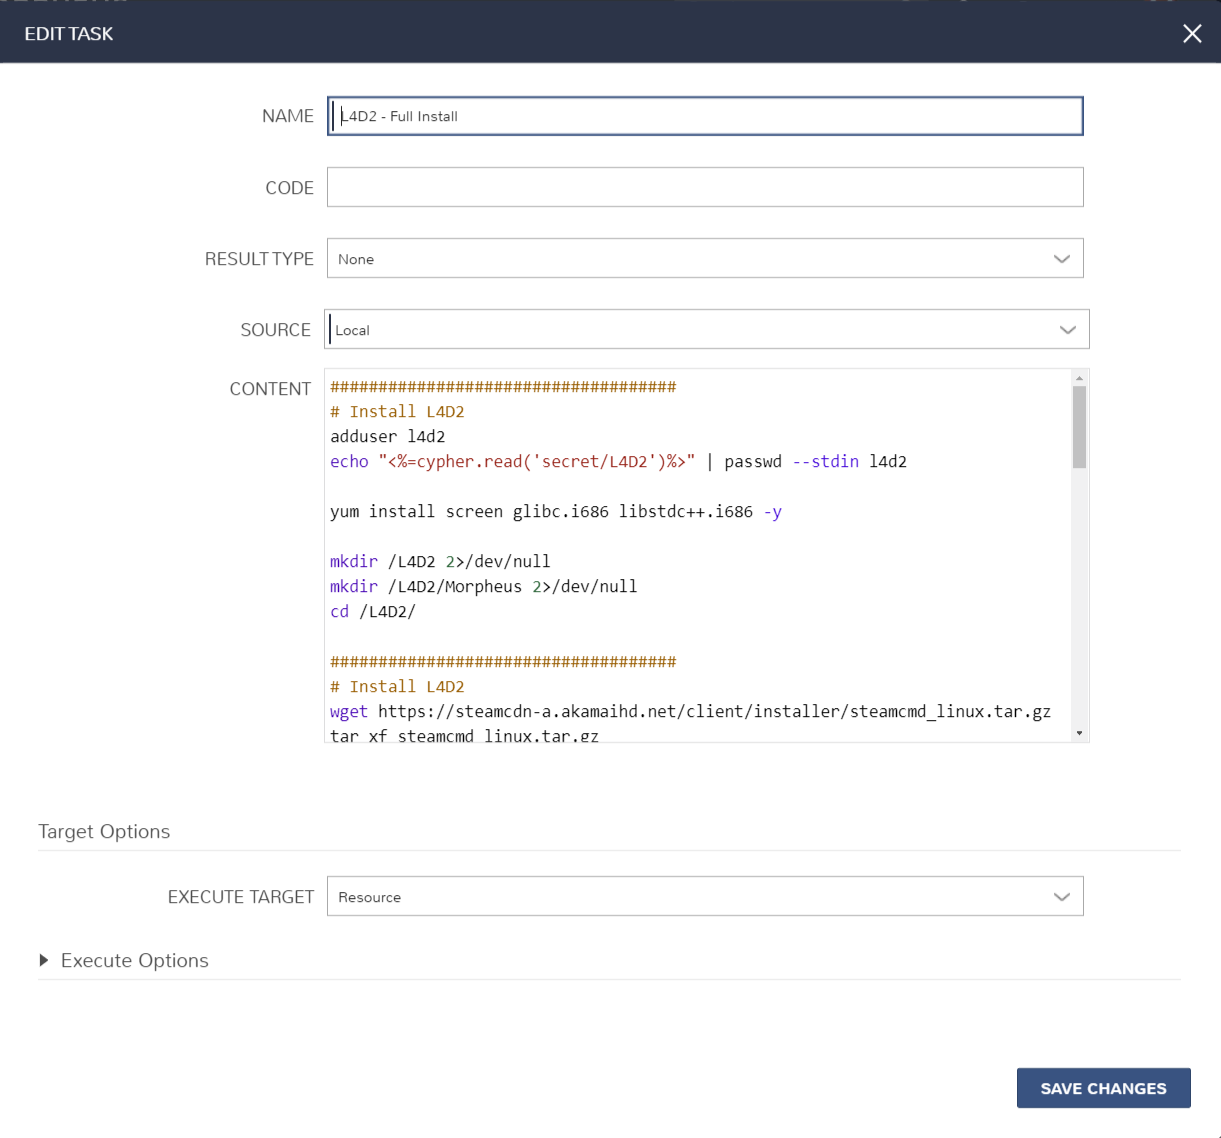 EDIT TASK
NAME
L4D2 - Full Install
CODE
RESULT TYPE
None
SOURCE
Local
CONTENT
####################################
# Install L4D2
adduser l4d2
echo "<%=cypher.read('secret/L4D2')%>" | passwd --stdin l4d2
yum install screen glibc.i686 libstdc++.i686 -y
mkdir /L4D2 2>/dev/null
mkdir /L4D2/Morpheus 2>/dev/null
cd /L4D2/
####################################
# Install L4D2
wget https://steamcdn-a.akamaihd.net/client/installer/steamcmd_linux.tar.gz
tar xf steamcmd_linux.tar.gz
Target Options
EXECUTE TARGET
Resource
Execute Options
SAVE CHANGES